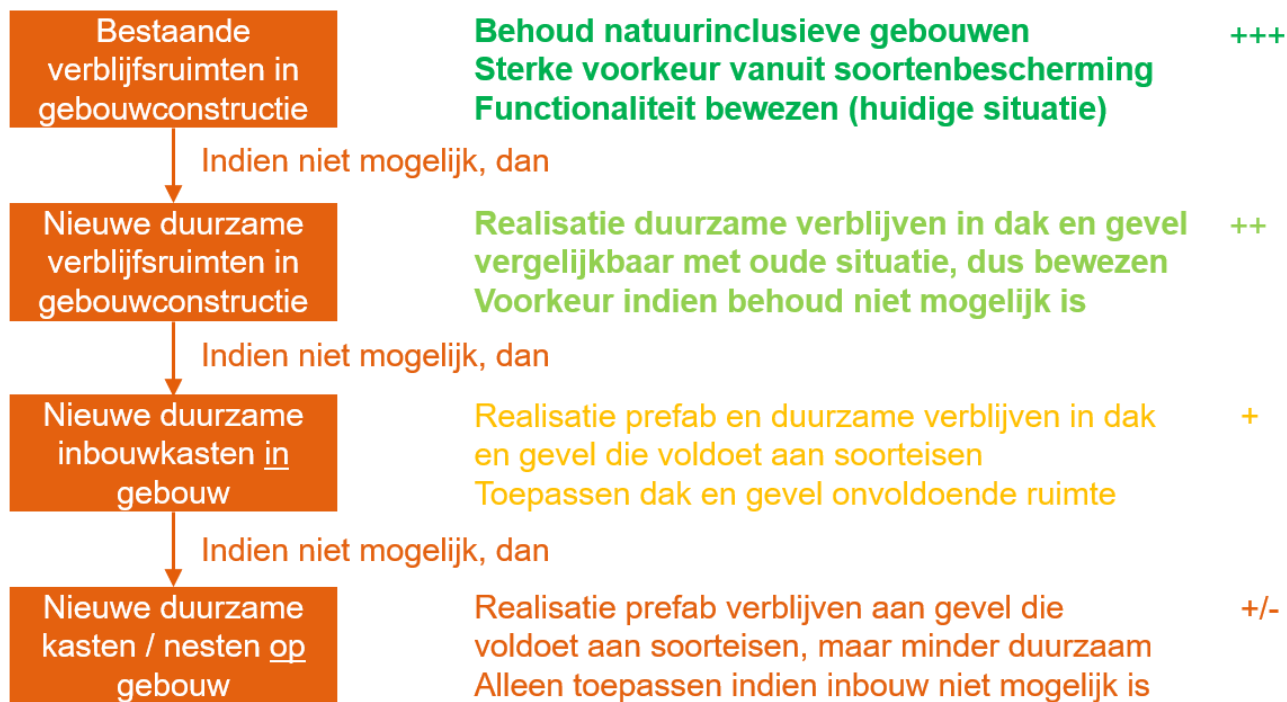 Bestaande
verblijfsruimten in
gebouwconstructie
Behoud natuurinclusieve gebouwen
Sterke voorkeur vanuit soortenbescherming
Functionaliteit bewezen (huidige situatie)
+++
Indien niet mogelijk, dan
Nieuwe duurzame
verblijfsruimten in
gebouwconstructie
Realisatie duurzame verblijven in dak en gevel
vergelijkbaar met oude situatie, dus bewezen
Voorkeur indien behoud niet mogelijk is
++
Indien niet mogelijk, dan
Nieuwe duurzame
inbouwkasten in
gebouw
Realisatie prefab en duurzame verblijven in dak
en gevel die voldoet aan soorteisen
Toepassen dak en gevel onvoldoende ruimte
+
Indien niet mogelijk, dan
Nieuwe duurzame
kasten / nesten op
gebouw
Realisatie prefab verblijven aan gevel die
voldoet aan soorteisen, maar minder duurzaam
Alleen toepassen indien inbouw niet mogelijk is
+/-